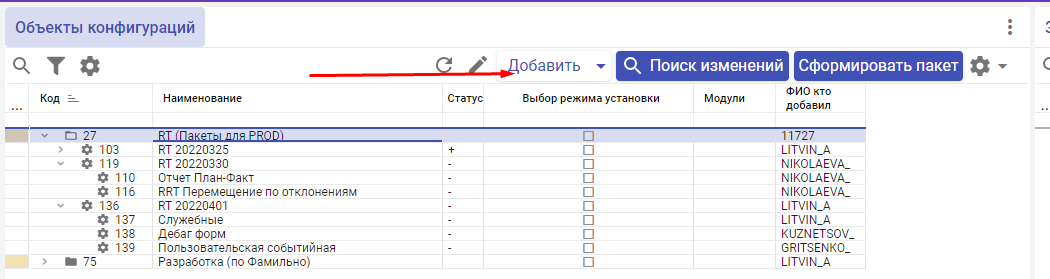 Объекты конфигураций
Добавить Поиск изменений Сформировать пакет
... Код Наименование Статус Выбор режима установки Модули ФИО кто добавил ...
27 RT (Пакеты для PROD) 11727
103 RT 20220325 + LITVIN_A
119 RT 20220330 - NIKOLAEVA_
110 Отчет План-Факт - NIKOLAEVA_
116 RRT Перемещение по отклонениям - NIKOLAEVA_
136 RT 20220401 - LITVIN_A
137 Служебные - LITVIN_A
138 Дебаг форм - KUZNETSOV_
139 Пользовательская событийная - GRITSENKO_
75 Разработка (по Фамильно) LITVIN_A